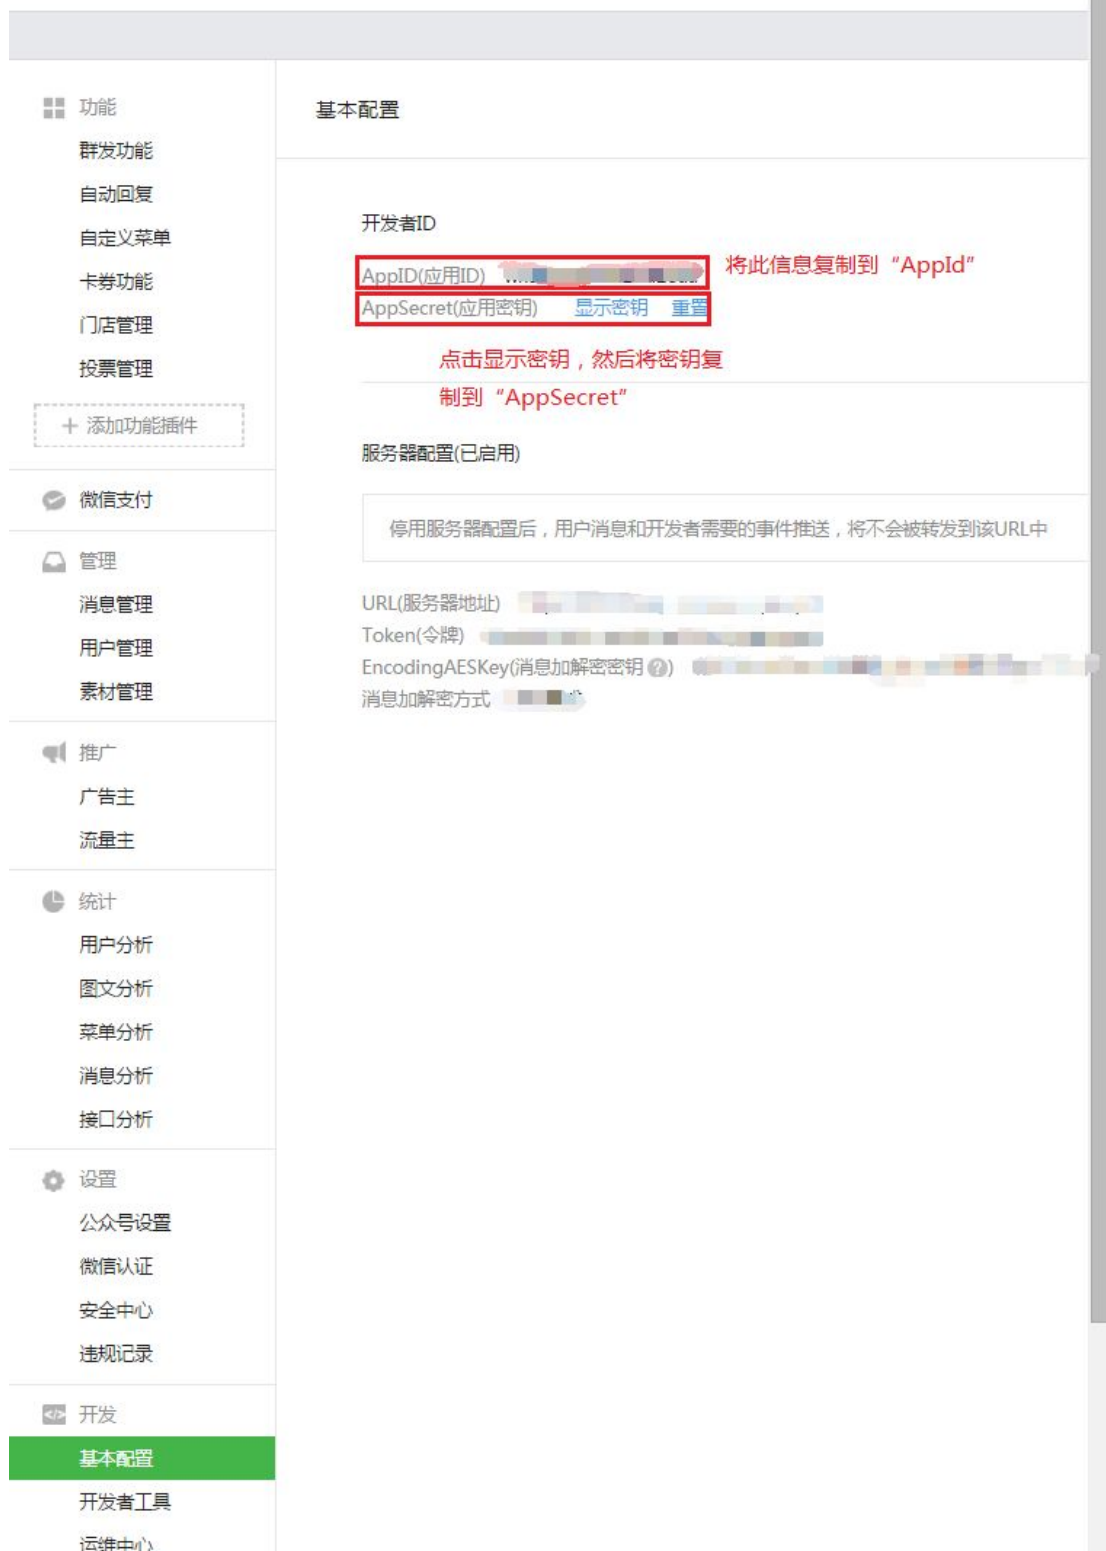 功能
群发功能
自动回复
自定义菜单
卡券功能
门店管理
投票管理
+ 添加功能插件
微信支付
管理
消息管理
用户管理
素材管理
推广
广告主
流量主
统计
用户分析
图文分析
菜单分析
消息分析
接口分析
设置
公众号设置
微信认证
安全中心
违规记录
</> 开发
基本配置
开发者工具
运维中心
基本配置
开发者ID
AppID(应用ID) 将此信息复制到“AppId”
AppSecret(应用密钥) 显示密钥 重置
点击显示密钥，然后将密钥复
制到“AppSecret”
服务器配置(已启用)
停用服务器配置后，用户消息和开发者需要的事件推送，将不会被转发到该URL中
URL(服务器地址)
Token(令牌)
EncodingAESKey(消息加解密密钥 ?)
消息加解密方式